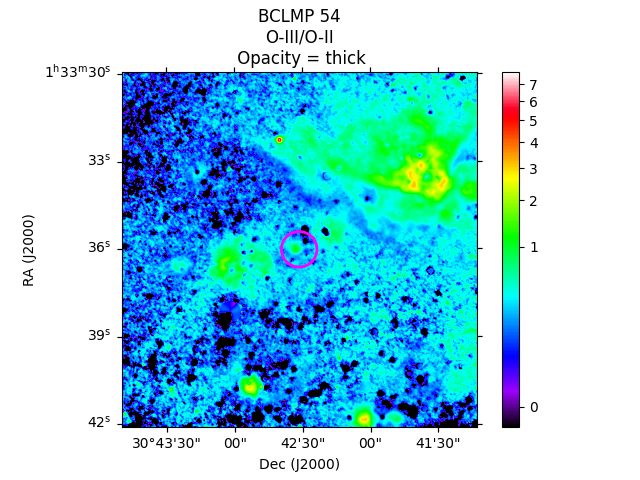 BCLMP 54
O-III/O-II
Opacity = thick
1ʰ33ᵐ30ˢ
33ˢ
36ˢ
39ˢ
42ˢ
RA (J2000)
30°43'30" 00" 42'30" 00" 41'30"
Dec (J2000)
7
6
5
4
3
2
1
0